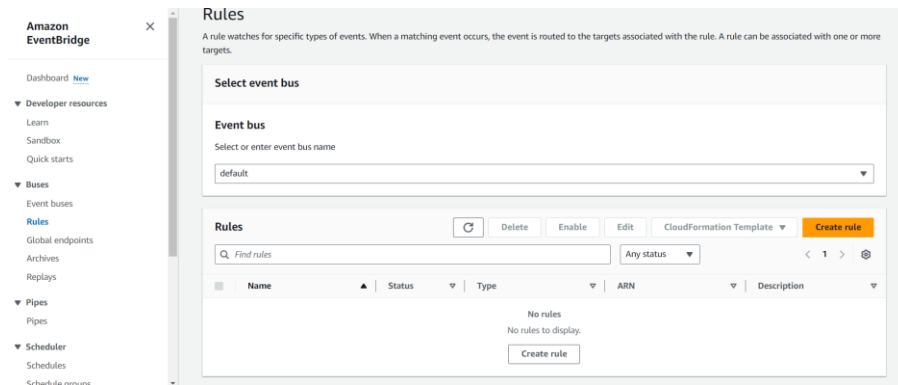 Amazon
EventBridge
Dashboard New
Developer resources
Learn
Sandbox
Quick starts
Buses
Event buses
Rules
Global endpoints
Archives
Replays
Pipes
Pipes
Scheduler
Schedules
Schedule groups
Rules
A rule watches for specific types of events. When a matching event occurs, the event is routed to the targets associated with the rule. A rule can be associated with one or more
targets.
Select event bus
Event bus
Select or enter event bus name
default
Rules Delete Enable Edit CloudFormation Template Create rule
Find rules Any status 1
Name Status Type ARN Description
No rules
No rules to display.
Create rule